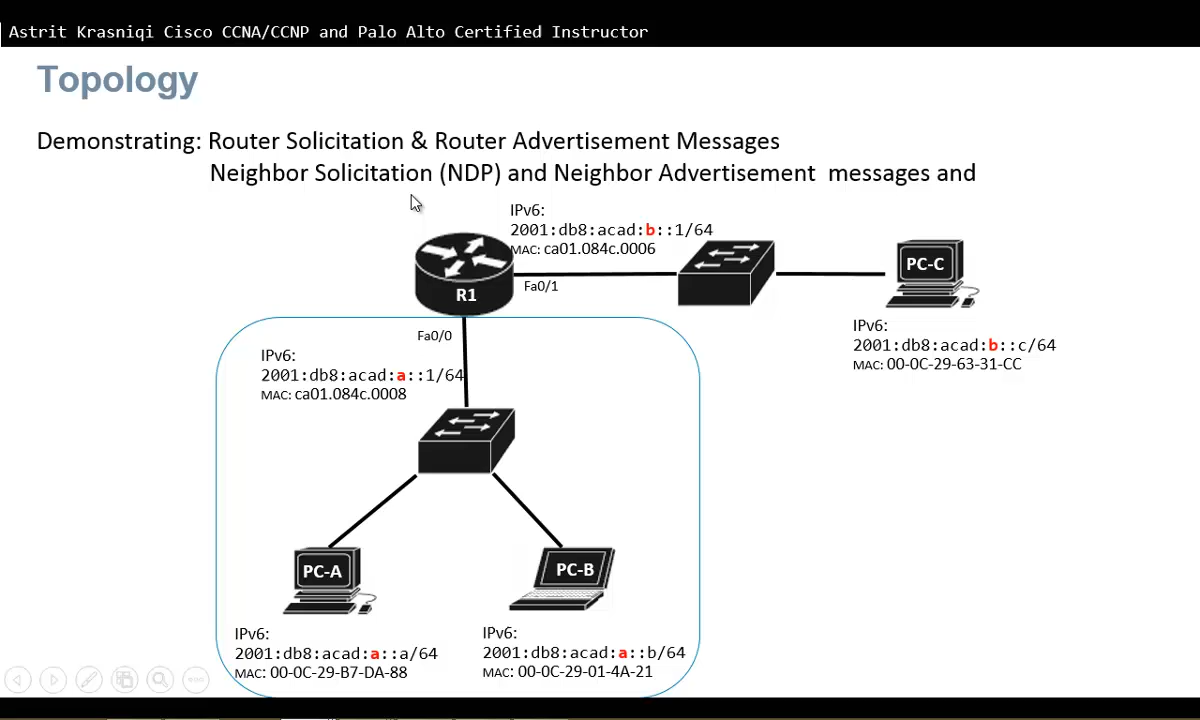 Astrit Krasniqi Cisco CCNA/CCNP and Palo Alto Certified Instructor
Topology
Demonstrating: Router Solicitation & Router Advertisement Messages
Neighbor Solicitation (NDP) and Neighbor Advertisement messages and
IPv6:
2001:db8:acad:b::1/64
MAC: ca01.084c.0006
R1
Fa0/1
PC-C
IPv6:
2001:db8:acad:b::c/64
MAC: 00-0C-29-63-31-CC
Fa0/0
IPv6:
2001:db8:acad:a::1/64
MAC: ca01.084c.0008
PC-A
PC-B
IPv6:
2001:db8:acad:a::a/64
MAC: 00-0C-29-B7-DA-88
IPv6:
2001:db8:acad:a::b/64
MAC: 00-0C-29-01-4A-21